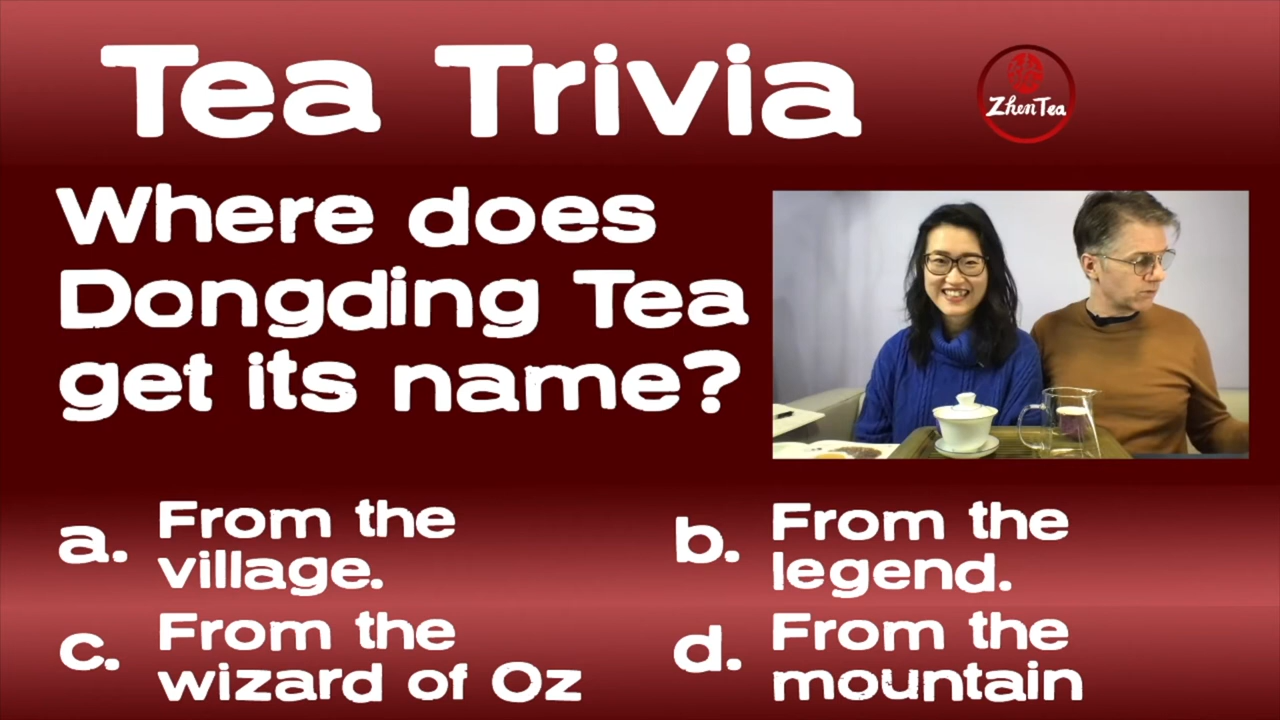 Tea Trivia
ZhenTea
Where does
Dongding Tea
get its name?
a. From the
village.
b. From the
legend.
c. From the
wizard of Oz
d. From the
mountain